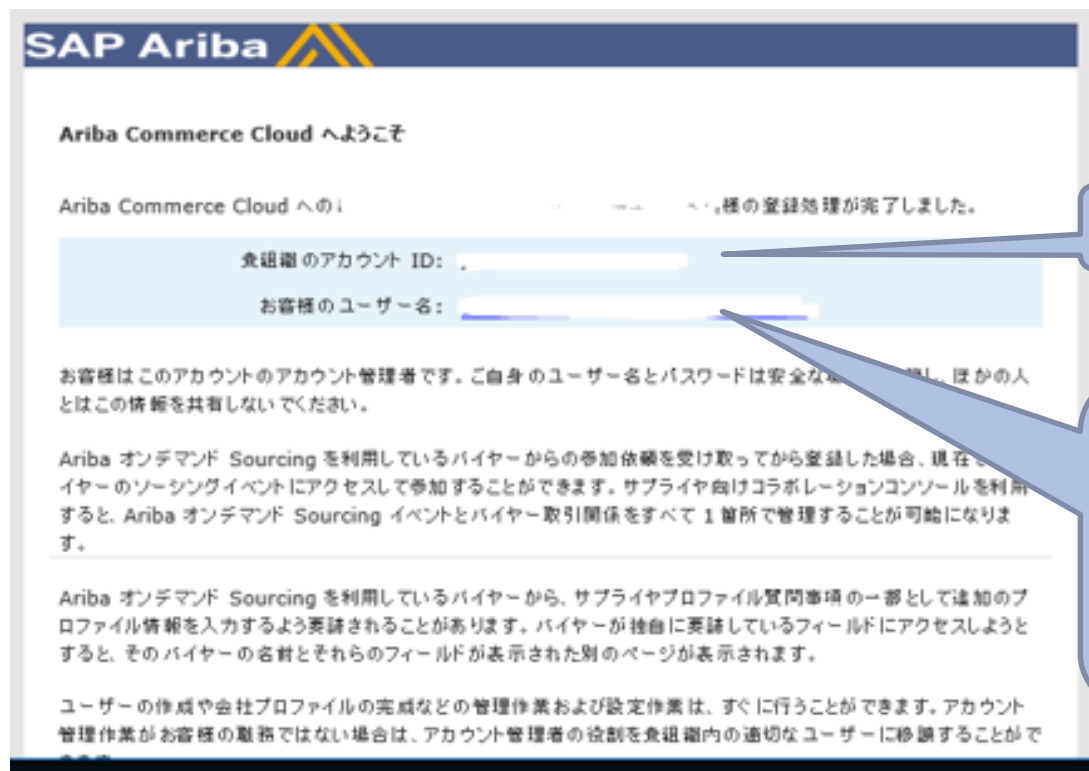 SAP Ariba
Ariba Commerce Cloud へようこそ
Ariba Commerce Cloud への 様の登録処理が完了しました。
貴組織のアカウント ID:
お客様のユーザー名:
お客様はこのアカウントのアカウント管理者です。ご自身のユーザー名とパスワードは安全な し、ほかの人
とはこの情報を共有しないでください。
Ariba オンデマンド Sourcing を利用しているバイヤーからの参加依頼を受け取ってから登録した場合、現在
イヤーのソーシングイベントにアクセスして参加することができます。サプライヤ向けコラボレーションコンソールを利用
すると、Ariba オンデマンド Sourcing イベントとバイヤー取引関係をすべて 1 箇所で管理することが可能になりま
す。
Ariba オンデマンド Sourcing を利用しているバイヤーから、サプライヤプロファイル質問事項の一部として追加のプ
ロファイル情報を入力するよう要請されることがあります。バイヤーが独自に要請しているフィールドにアクセスしようと
すると、そのバイヤーの名前とそれらのフィールドが表示された別のページが表示されます。
ユーザーの作成や会社プロファイルの完成などの管理作業および設定作業は、すぐに行うことができます。アカウント
管理作業がお客様の職務ではない場合は、アカウント管理者の役割を貴組織内の適切なユーザーに移譲することがで